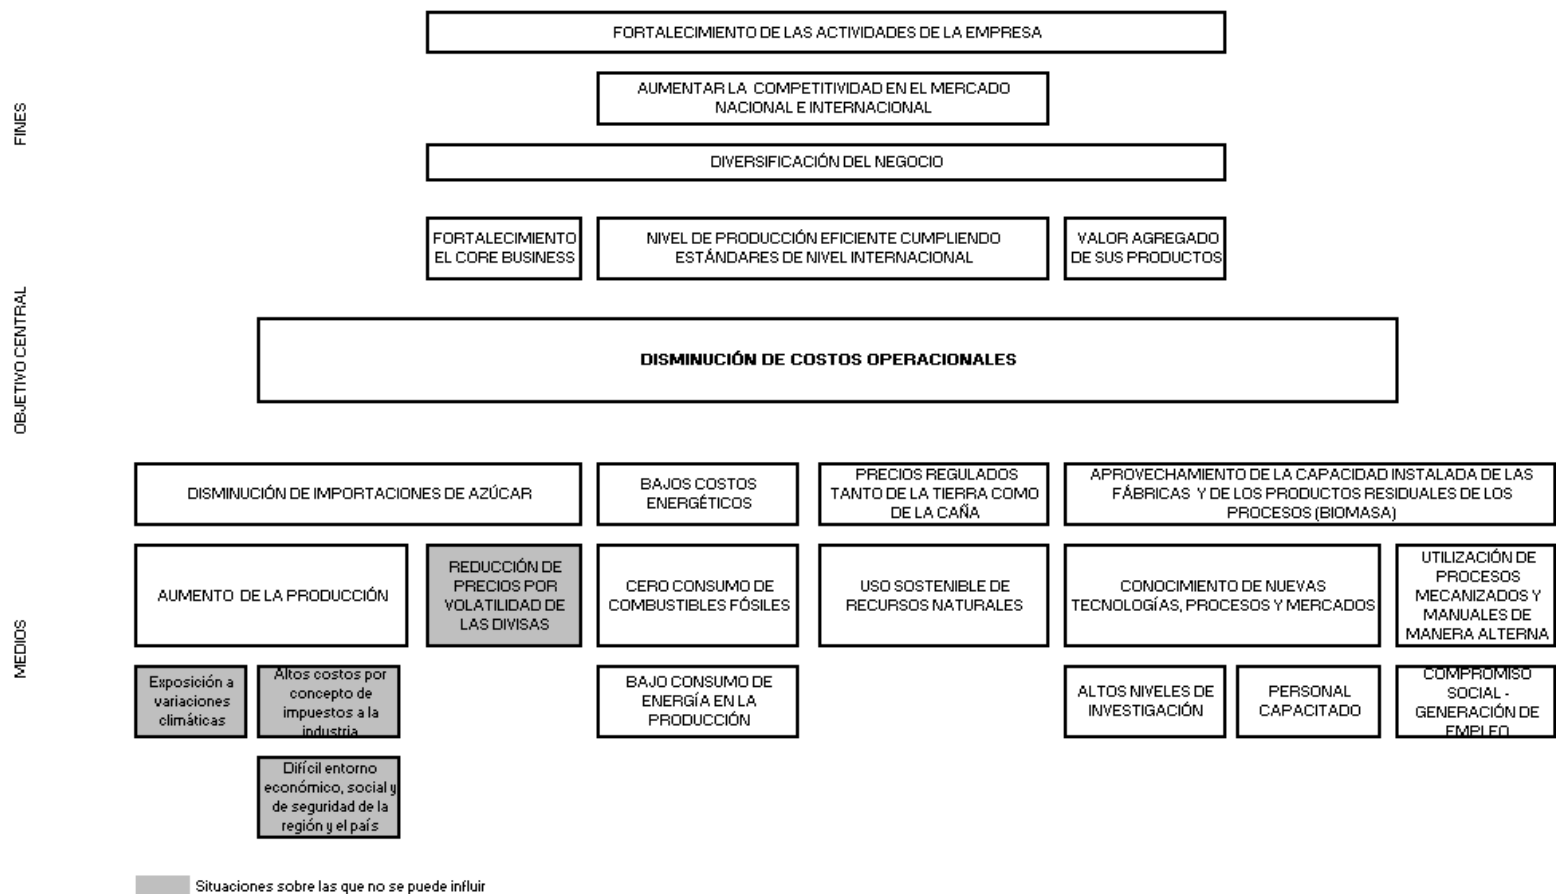 FINES
FORTALECIMIENTO DE LAS ACTIVIDADES DE LA EMPRESA
AUMENTAR LA COMPETITIVIDAD EN EL MERCADO
NACIONAL E INTERNACIONAL
DIVERSIFICACIÓN DEL NEGOCIO
FORTALECIMIENTO
EL CORE BUSINESS
NIVEL DE PRODUCCIÓN EFICIENTE CUMPLIENDO
ESTÁNDARES DE NIVEL INTERNACIONAL
VALOR AGREGADO
DE SUS PRODUCTOS
OBJETIVO CENTRAL
DISMINUCIÓN DE COSTOS OPERACIONALES
MEDIOS
DISMINUCIÓN DE IMPORTACIONES DE AZÚCAR
BAJOS COSTOS
ENERGÉTICOS
PRECIOS REGULADOS
TANTO DE LA TIERRA COMO
DE LA CAÑA
APROVECHAMIENTO DE LA CAPACIDAD INSTALADA DE LAS
FÁBRICAS Y DE LOS PRODUCTOS RESIDUALES DE LOS
PROCESOS (BIOMASA)
AUMENTO DE LA PRODUCCIÓN
REDUCCIÓN DE
PRECIOS POR
VOLATILIDAD DE
LAS DIVISAS
CERO CONSUMO DE
COMBUSTIBLES FÓSILES
USO SOSTENIBLE DE
RECURSOS NATURALES
CONOCIMIENTO DE NUEVAS
TECNOLOGÍAS, PROCESOS Y MERCADOS
UTILIZACIÓN DE
PROCESOS
MECANIZADOS Y
MANUALES DE
MANERA ALTERNA
Exposición a
variaciones
climáticas
Altos costos por
concepto de
impuestos a la
industria
BAJO CONSUMO DE
ENERGÍA EN LA
PRODUCCIÓN
ALTOS NIVELES DE
INVESTIGACIÓN
PERSONAL
CAPACITADO
COMPROMISO
SOCIAL -
GENERACIÓN DE
EMPLEO
Difícil entorno
económico, social y
de seguridad de la
región y el país
Situaciones sobre las que no se puede influir